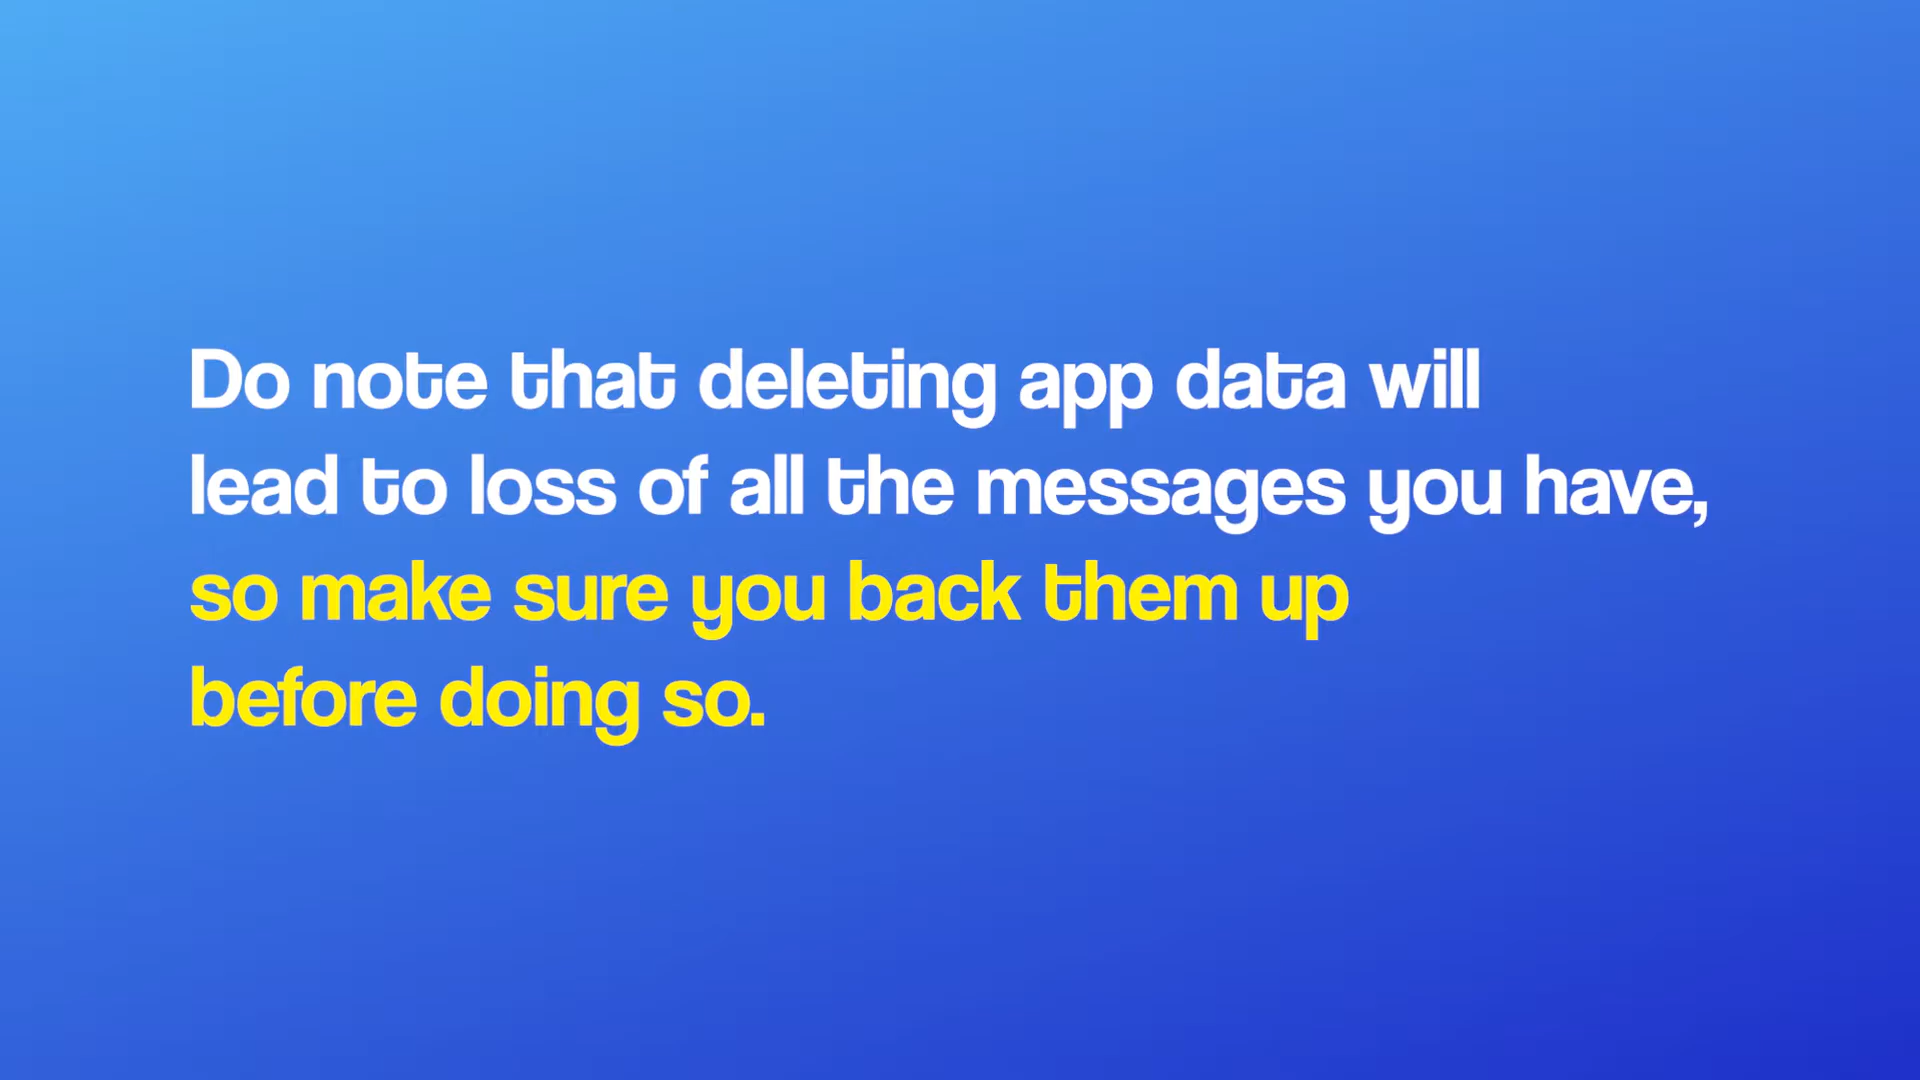 Do note that deleting app data will
lead to loss of all the messages you have,
so make sure you back them up
before doing so.